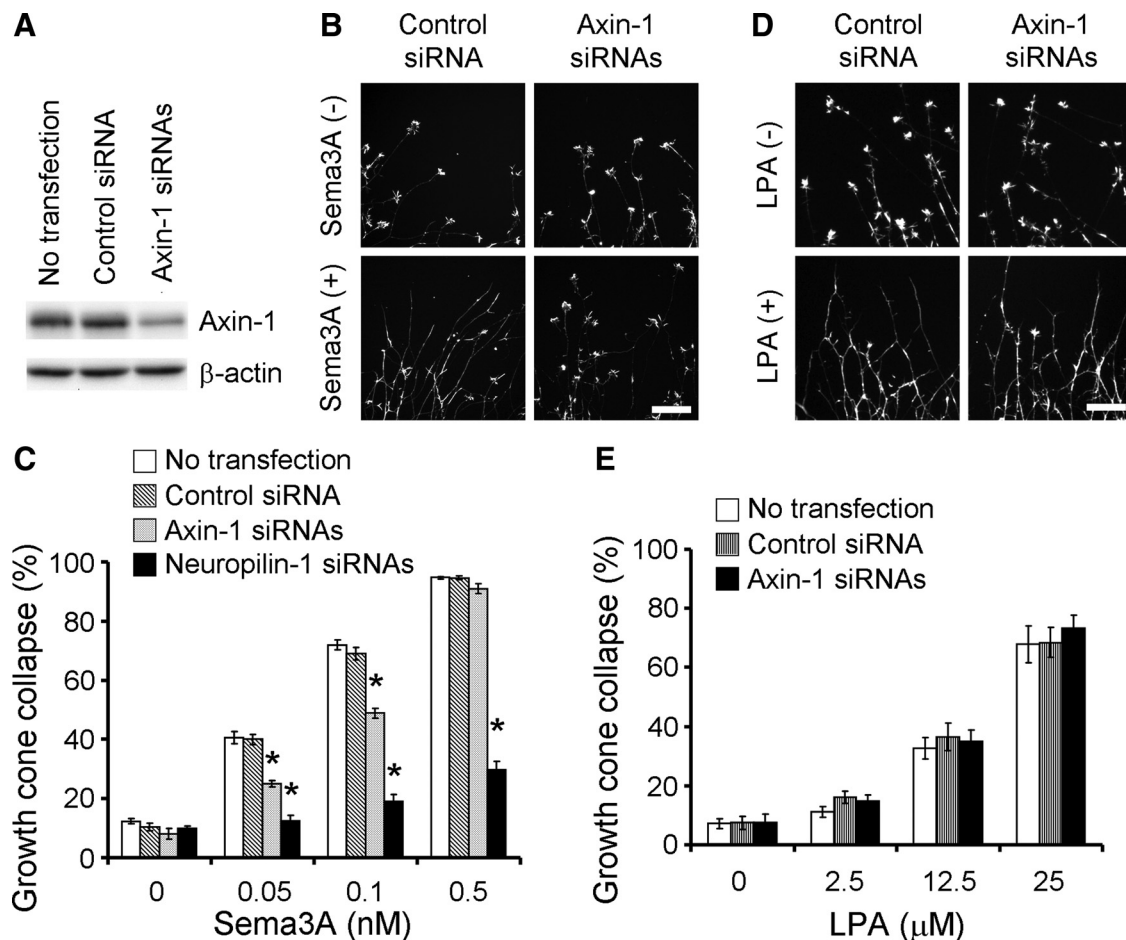 A
No transfection
Control siRNA
Axin-1 siRNAs
Axin-1
β-actin
B
Control
siRNA
Axin-1
siRNAs
Sema3A (-)
Sema3A (+)
D
Control
siRNA
Axin-1
siRNAs
LPA (-)
LPA (+)
C
No transfection
Control siRNA
Axin-1 siRNAs
Neuropilin-1 siRNAs
Growth cone collapse (%)
100
80
60
40
20
0
* * * * *
0 0.05 0.1 0.5
Sema3A (nM)
E
No transfection
Control siRNA
Axin-1 siRNAs
Growth cone collapse (%)
100
80
60
40
20
0
0 2.5 12.5 25
LPA (μM)